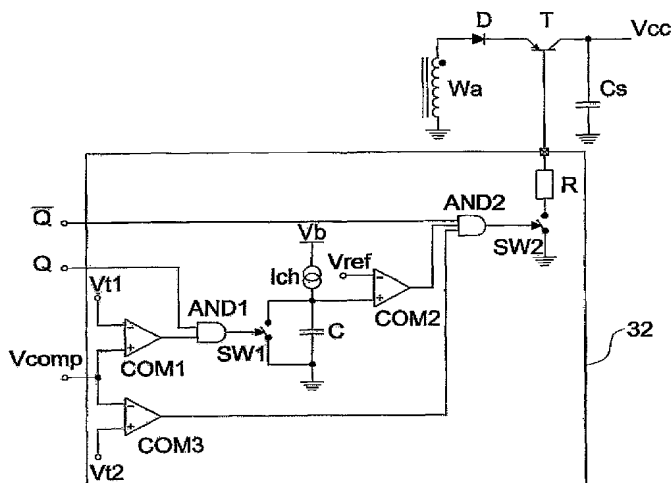 D
T
Vcc
Wa
Cs
R
AND2
Q
Vb
SW2
Vref
Q
Ich
Vt1
AND1
COM2
32
C
SW1
Vcomp
COM1
COM3
Vt2